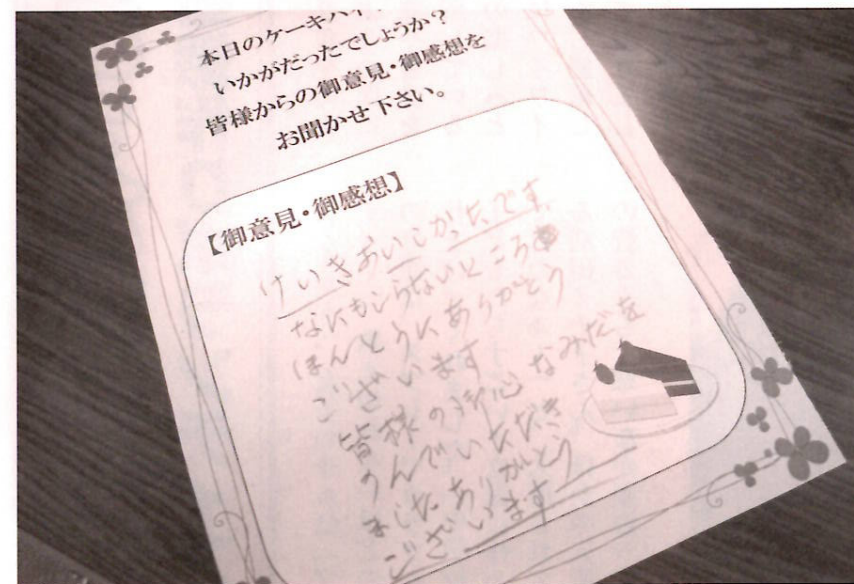 本日のケーキバイ
いかがだったでしょうか？
皆様からの御意見・御感想を
お聞かせ下さい。
【御意見・御感想】
けいきおいしかったです
なにもしらないところ
ほんとうにありがとう
ございます
皆様の 心 なみだを
のんでいただき
ましたありがとう
ございます